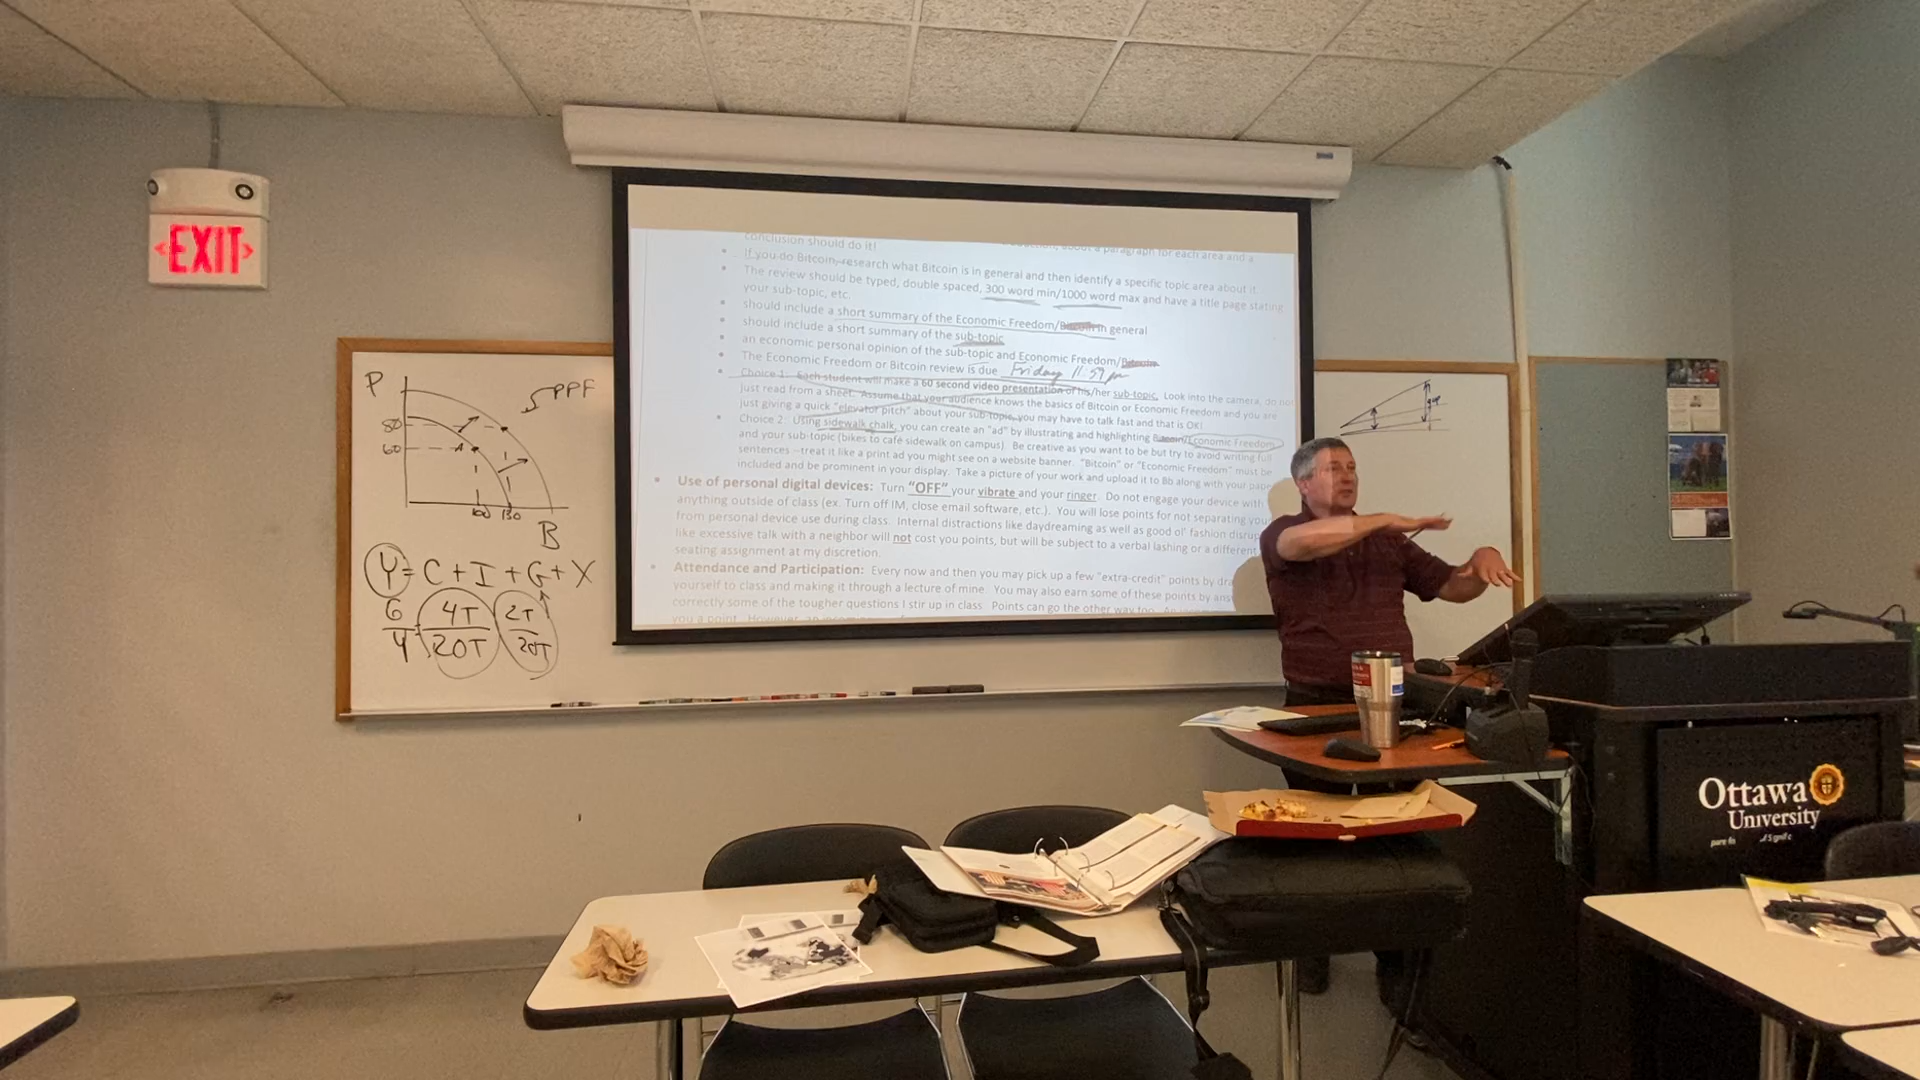 EXIT
P
80
60
PPF
100 130
B
Y = C + I + G + X
6 4T 2T
4 20T 20T
conclusion should do it! about a paragraph for each area and a
If you do Bitcoin, research what Bitcoin is in general and then identify a specific topic area about it.
The review should be typed, double spaced, 300 word min/1000 word max and have a title page stating
your sub-topic, etc.
should include a short summary of the Economic Freedom/Bitcoin in general
should include a short summary of the sub-topic
an economic personal opinion of the sub-topic and Economic Freedom/Bitcoin
The Economic Freedom or Bitcoin review is due Friday 11:59 pm
Choice 1: Each student will make a 60 second video presentation of his/her sub-topic. Look into the camera, do not
just read from a sheet. Assume that your audience knows the basics of Bitcoin or Economic Freedom and you are
just giving a quick "elevator pitch" about your sub-topic, you may have to talk fast and that is OK!
Choice 2: Using sidewalk chalk, you can create an "ad" by illustrating and highlighting Bitcoin/Economic Freedom
and your sub-topic (bikes to café sidewalk on campus). Be creative as you want to be but try to avoid writing full
sentences – treat it like a print ad you might see on a website banner. "Bitcoin" or "Economic Freedom" must be
included and be prominent in your display. Take a picture of your work and upload it to Bb along with your paper
Use of personal digital devices: Turn "OFF" your vibrate and your ringer. Do not engage your device with
anything outside of class (ex. Turn off IM, close email software, etc.). You will lose points for not separating
from personal device use during class. Internal distractions like daydreaming as well as good ol' fashion
like excessive talk with a neighbor will not cost you points, but will be subject to a verbal lashing or a different
seating assignment at my discretion.
Attendance and Participation: Every now and then you may pick up a few "extra-credit" points by
yourself to class and making it through a lecture of mine. You may also earn some of these points by
correctly some of the tougher questions I stir up in class. Points can go the other way too.
you a point. However,
gap
Ottawa
University